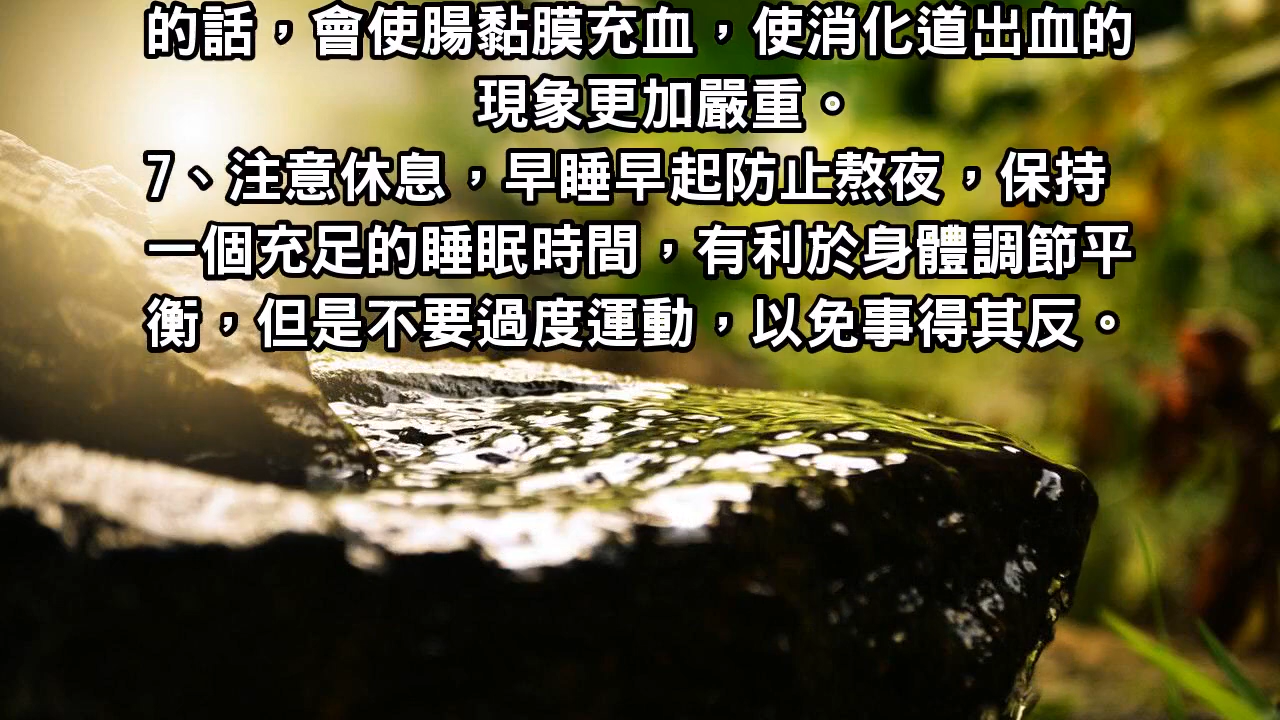 的話，會使腸黏膜充血，使消化道出血的
現象更加嚴重。
7、注意休息，早睡早起防止熬夜，保持
一個充足的睡眠時間，有利於身體調節平
衡，但是不要過度運動，以免事得其反。